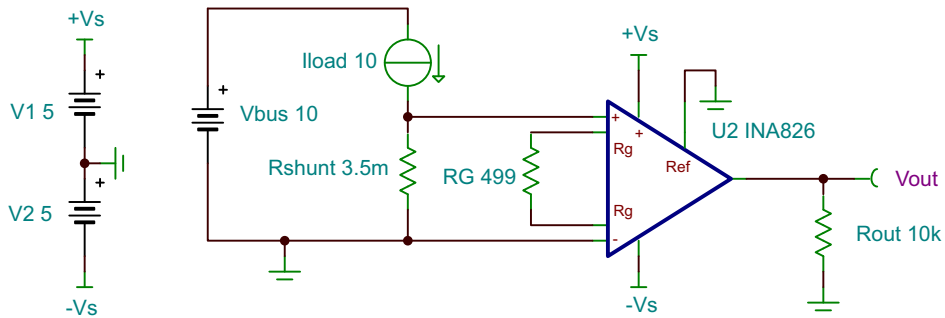 +Vs
V1 5
V2 5
-Vs
+
+
+
Vbus 10
Iload 10
Rshunt 3.5m
RG 499
+Vs
U2 INA826
+
+
Rg
Ref
Rg
-
-
-Vs
Vout
Rout 10k